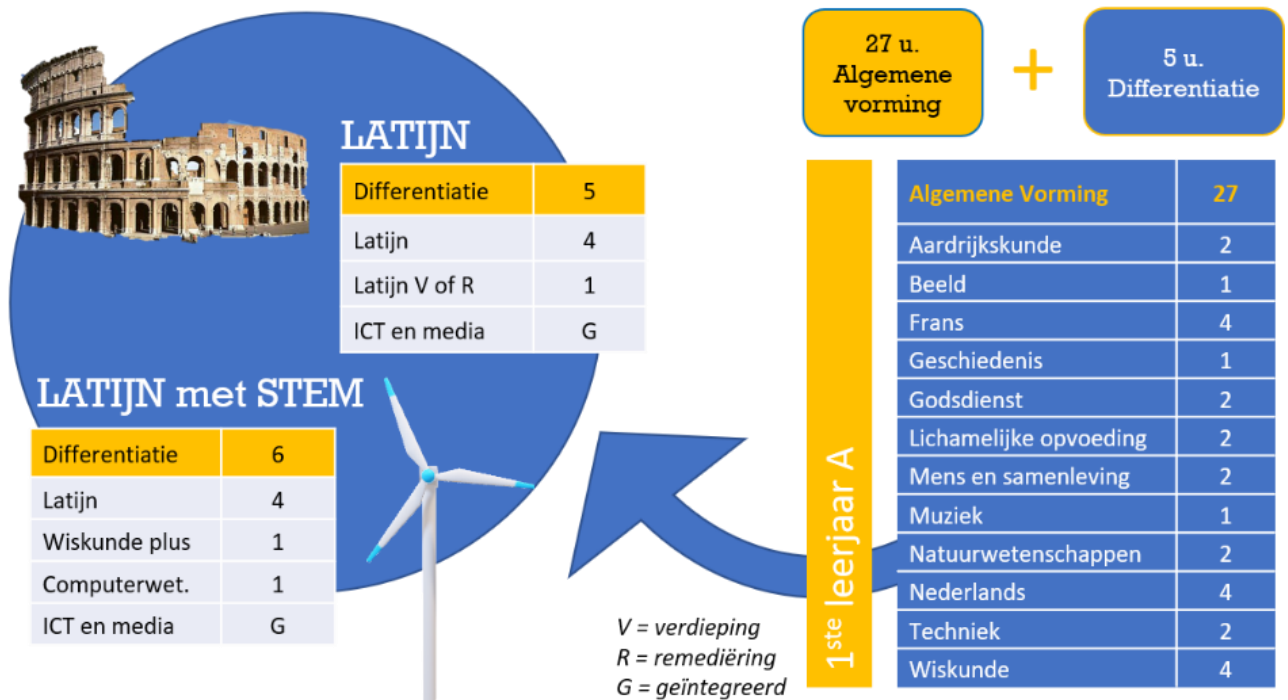 27 u.
Algemene
vorming
+
5 u.
Differentiatie
LATIJN
Differentiatie 5
Latijn 4
Latijn V of R 1
ICT en media G
LATIJN met STEM
Differentiatie 6
Latijn 4
Wiskunde plus 1
Computerwet. 1
ICT en media G
V = verdieping
R = remediëring
G = geïntegreerd
1ste leerjaar A
Algemene Vorming 27
Aardrijkskunde 2
Beeld 1
Frans 4
Geschiedenis 1
Godsdienst 2
Lichamelijke opvoeding 2
Mens en samenleving 2
Muziek 1
Natuurwetenschappen 2
Nederlands 4
Techniek 2
Wiskunde 4